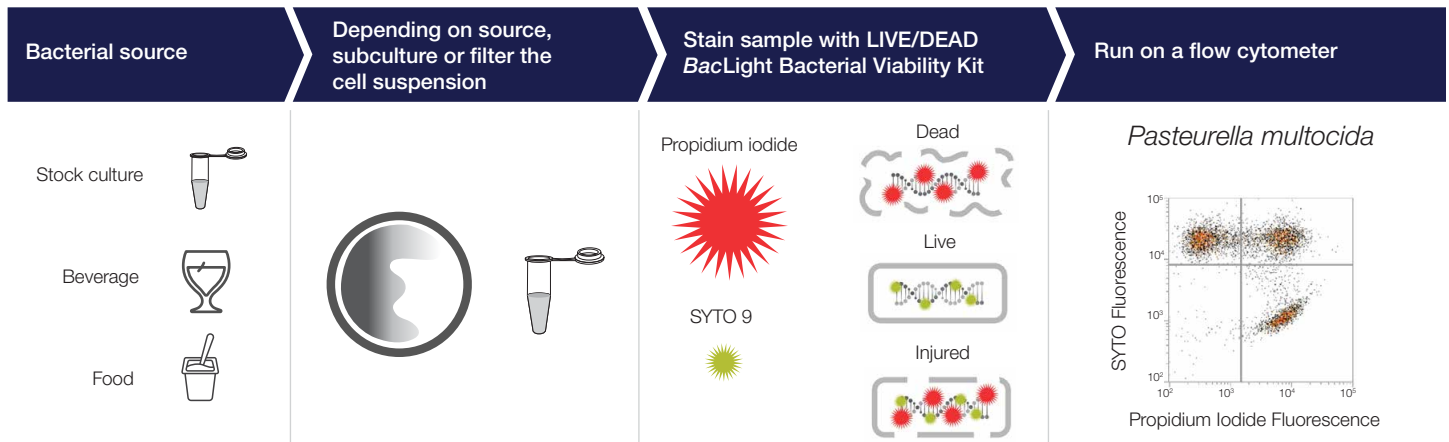 Bacterial source
Depending on source,
subculture or filter the
cell suspension
Stain sample with LIVE/DEAD
BacLight Bacterial Viability Kit
Run on a flow cytometer
Stock culture
Beverage
Food
Propidium iodide
SYTO 9
Dead
Live
Injured
Pasteurella multocida
SYTO Fluorescence
10⁵
10⁴
10³
10²
10² 10³ 10⁴ 10⁵
Propidium Iodide Fluorescence